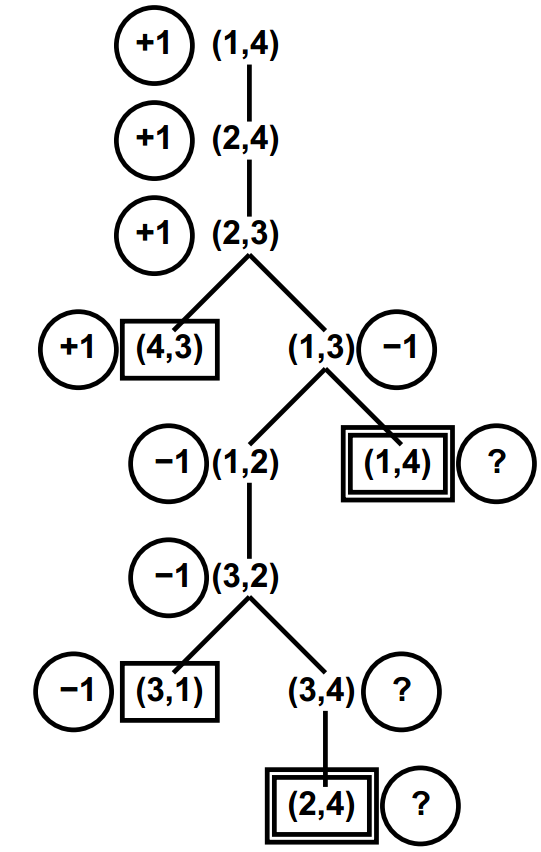 +1 (1,4)
+1 (2,4)
+1 (2,3)
+1 (4,3) (1,3) −1
−1 (1,2) (1,4) ?
−1 (3,2)
−1 (3,1) (3,4) ?
(2,4) ?